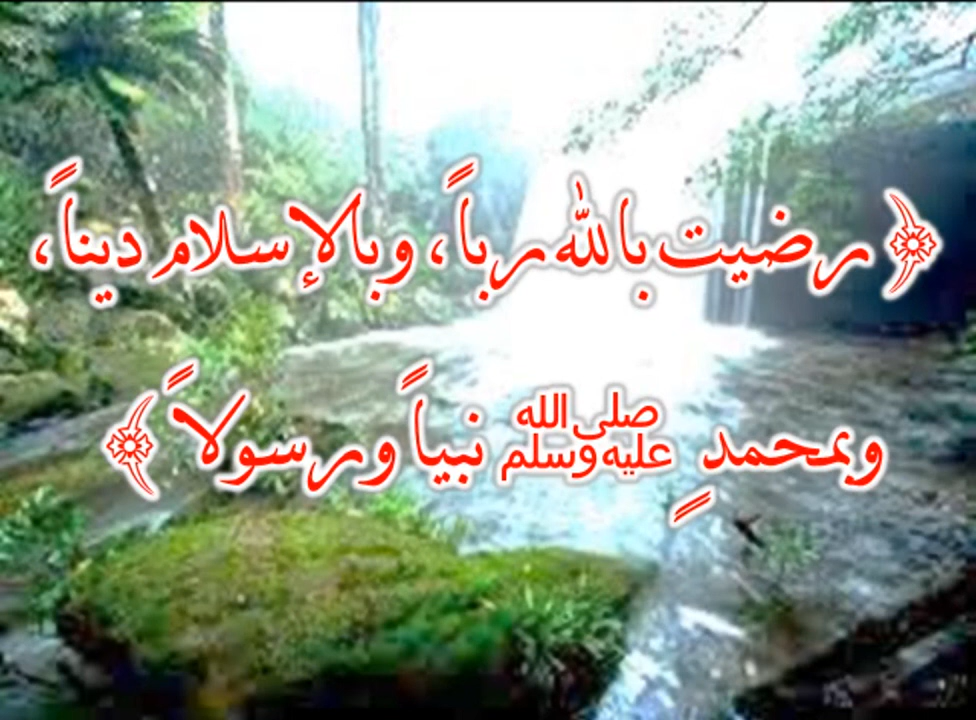 ﴿ رضيت بالله رباً، وبالإسلام ديناً،
وبمحمدٍ ﷺ نبياً ورسولاً ﴾